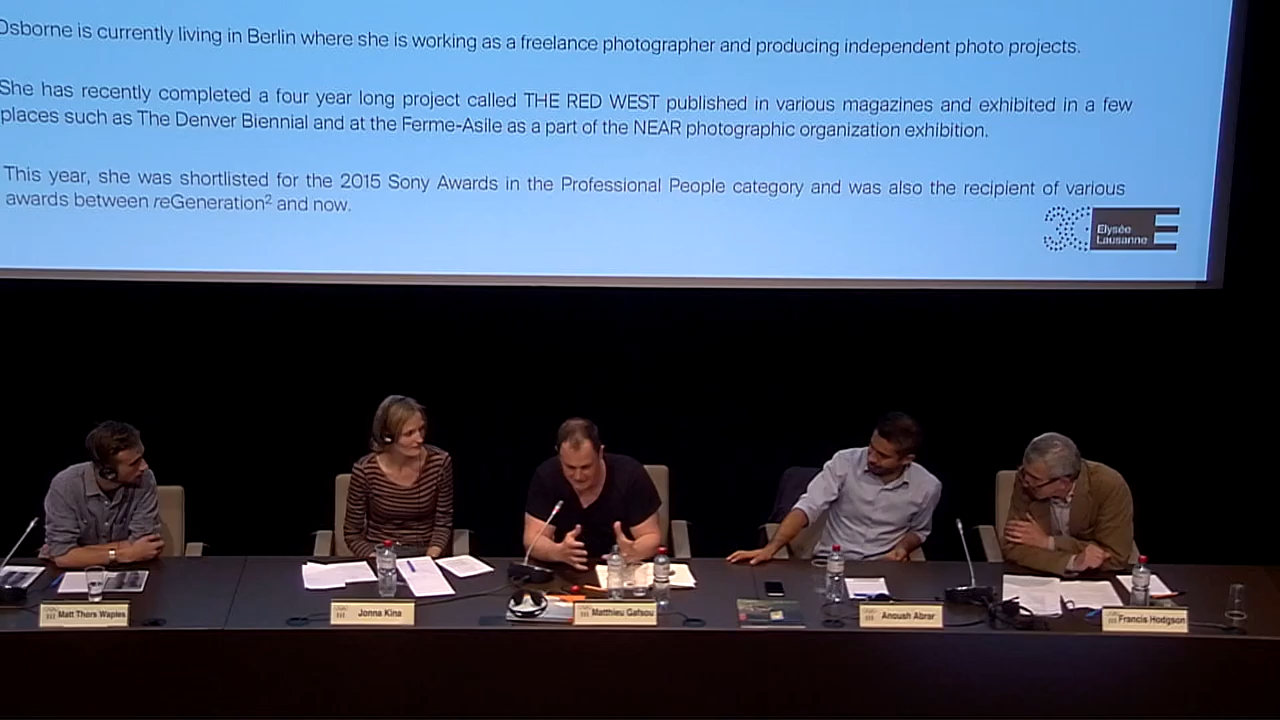 Osborne is currently living in Berlin where she is working as a freelance photographer and producing independent photo projects.
She has recently completed a four year long project called THE RED WEST published in various magazines and exhibited in a few
places such as The Denver Biennial and at the Ferme-Asile as a part of the NEAR photographic organization exhibition.
This year, she was shortlisted for the 2015 Sony Awards in the Professional People category and was also the recipient of various
awards between reGeneration² and now.
30
Elysée
Lausanne
Matt Thors Waples
Jonna Kina
Matthieu Gafsou
Anoush Abrar
Francis Hodgson